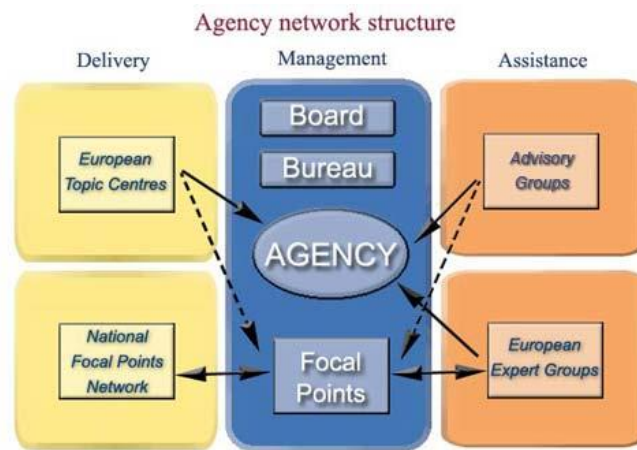 Agency network structure
Delivery
Management
Assistance
European
Topic Centres
Board
Bureau
AGENCY
Advisory
Groups
National
Focal Points
Network
Focal
Points
European
Expert Groups